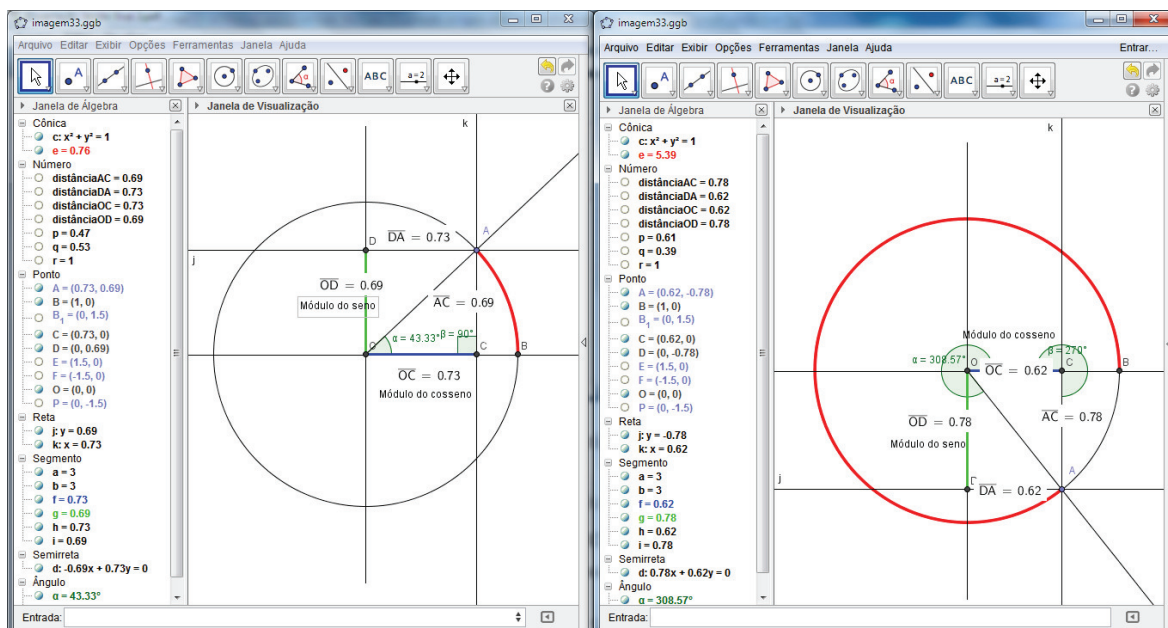 imagem33.ggb
Arquivo Editar Exibir Opções Ferramentas Janela Ajuda
A
ABC
a=2
Janela de Álgebra
Janela de Visualização
Cônica
c: x² + y² = 1
e = 0.76
Número
distânciaAC = 0.69
distânciaDA = 0.73
distânciaOC = 0.73
distânciaOD = 0.69
p = 0.47
q = 0.53
r = 1
Ponto
A = (0.73, 0.69)
B = (1, 0)
B₁ = (0, 1.5)
C = (0.73, 0)
D = (0, 0.69)
E = (1.5, 0)
F = (-1.5, 0)
O = (0, 0)
P = (0, -1.5)
Reta
j: y = 0.69
k: x = 0.73
Segmento
a = 3
b = 3
f = 0.73
g = 0.69
h = 0.73
i = 0.69
Semirreta
d: -0.69x + 0.73y = 0
Ângulo
α = 43.33°
k
D
DA = 0.73
A
j
OD = 0.69
AC = 0.69
Módulo do seno
α = 43.33°
β = 90°
O
C
B
OC = 0.73
Módulo do cosseno
m
Entrada:
imagem33.ggb
Arquivo Editar Exibir Opções Ferramentas Janela Ajuda
Entrar...
A
ABC
a=2
Janela de Álgebra
Janela de Visualização
Cônica
c: x² + y² = 1
e = 5.39
Número
distânciaAC = 0.78
distânciaDA = 0.62
distânciaOC = 0.62
distânciaOD = 0.78
p = 0.61
q = 0.39
r = 1
Ponto
A = (0.62, -0.78)
B = (1, 0)
B₁ = (0, 1.5)
C = (0.62, 0)
D = (0, -0.78)
E = (1.5, 0)
F = (-1.5, 0)
O = (0, 0)
P = (0, -1.5)
Reta
j: y = -0.78
k: x = 0.62
Segmento
a = 3
b = 3
f = 0.62
g = 0.78
h = 0.62
i = 0.78
Semirreta
d: 0.78x + 0.62y = 0
Ângulo
α = 308.57°
k
Módulo do cosseno
α = 308.57°
β = 270°
O
OC = 0.62
C
B
OD = 0.78
AC = 0.78
Módulo do seno
A
j
D
DA = 0.62
Entrada: